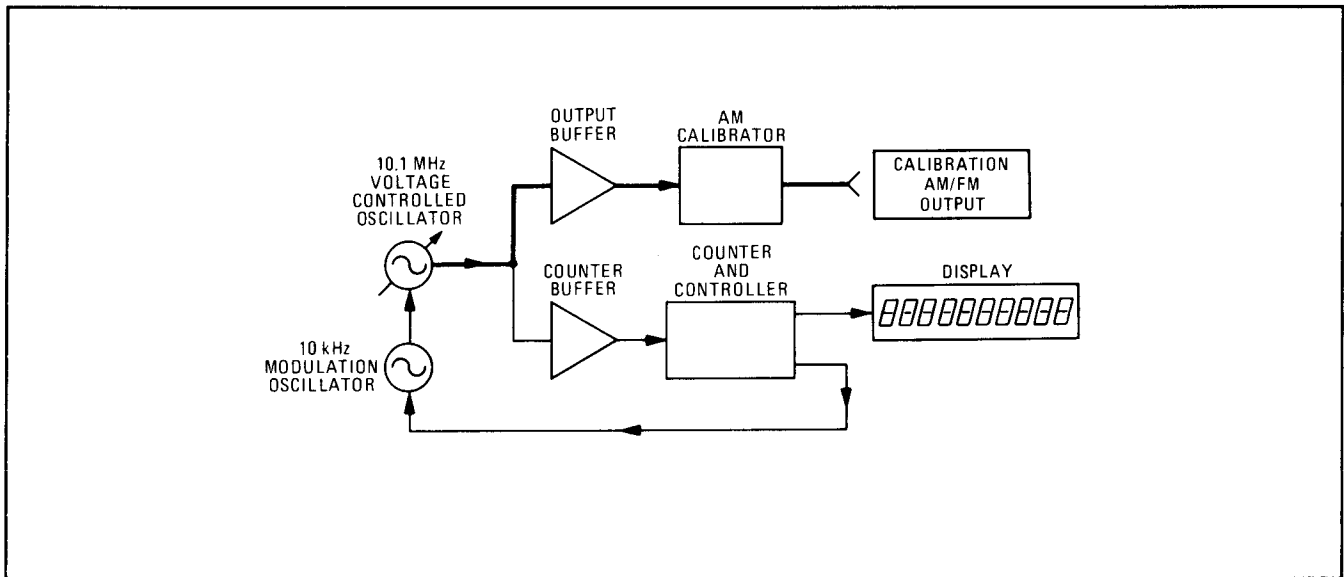 OUTPUT
BUFFER
AM
CALIBRATOR
10.1 MHz
VOLTAGE
CONTROLLED
OSCILLATOR
CALIBRATION
AM/FM
OUTPUT
COUNTER
BUFFER
COUNTER
AND
CONTROLLER
DISPLAY
8888888888
10 kHz
MODULATION
OSCILLATOR